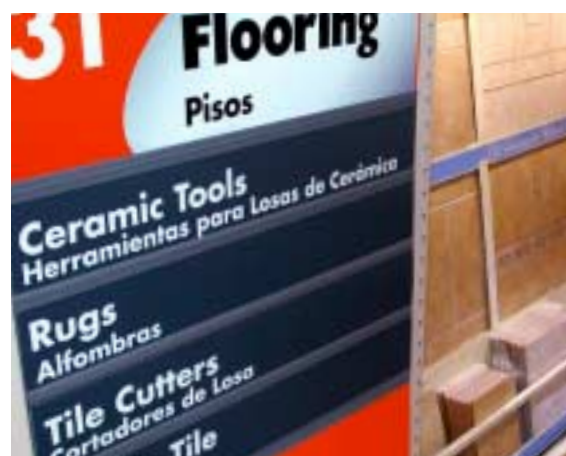 31
Flooring
Pisos
Ceramic Tools
Herramientas para Losas de Cerámica
Rugs
Alfombras
Tile Cutters
Cortadores de Losa
Tile